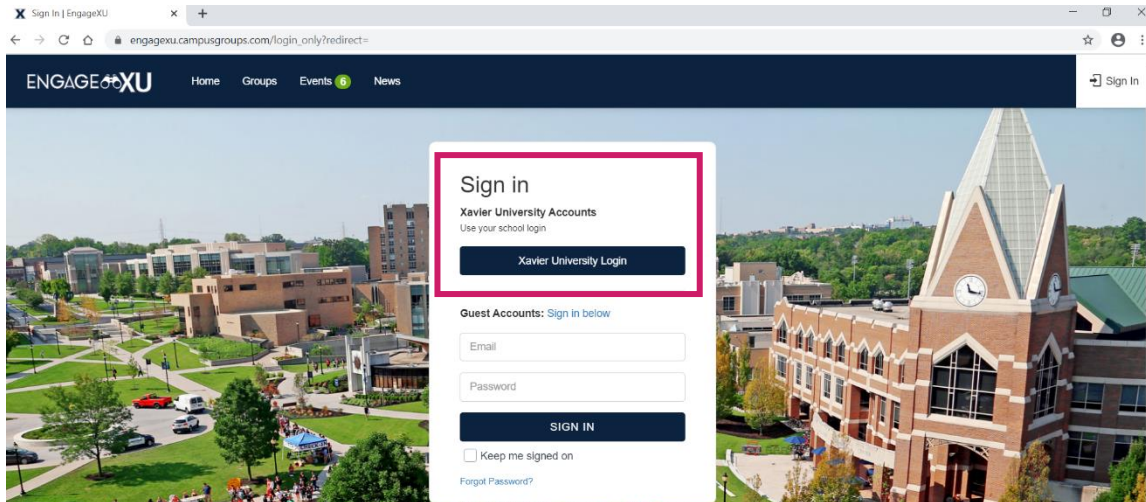 Sign In | EngageXU
engagexu.campusgroups.com/login_only?redirect=
ENGAGE XU Home Groups Events 6 News Sign In
Sign in
Xavier University Accounts
Use your school login
Xavier University Login
Guest Accounts: Sign in below
Email
Password
SIGN IN
Keep me signed on
Forgot Password?